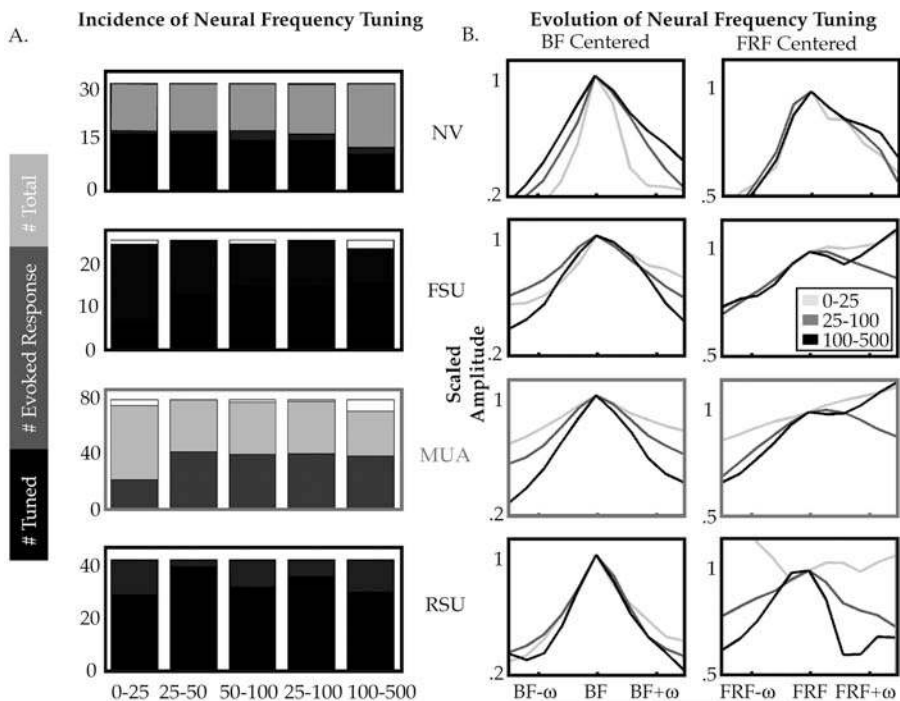 Incidence of Neural Frequency Tuning
A.
# Total
# Evoked Response
# Tuned
30
15
0
NV
20
10
0
FSU
80
40
0
MUA
40
20
0
RSU
0-25 25-50 50-100 25-100 100-500
Evolution of Neural Frequency Tuning
B.
BF Centered FRF Centered
Scaled
Amplitude
1
.2
1
.5
1
.2
1
.5
0-25
25-100
100-500
1
.2
1
.5
1
.2
1
.5
BF-ω BF BF+ω
FRF-ω FRF FRF+ω